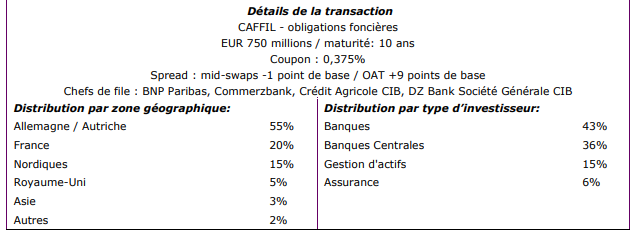 Détails de la transaction
CAFFIL - obligations foncières
EUR 750 millions / maturité: 10 ans
Coupon : 0,375%
Spread : mid-swaps -1 point de base / OAT +9 points de base
Chefs de file : BNP Paribas, Commerzbank, Crédit Agricole CIB, DZ Bank Société Générale CIB
Distribution par zone géographique:
Allemagne / Autriche 55%
France 20%
Nordiques 15%
Royaume-Uni 5%
Asie 3%
Autres 2%
Distribution par type d’investisseur:
Banques 43%
Banques Centrales 36%
Gestion d'actifs 15%
Assurance 6%